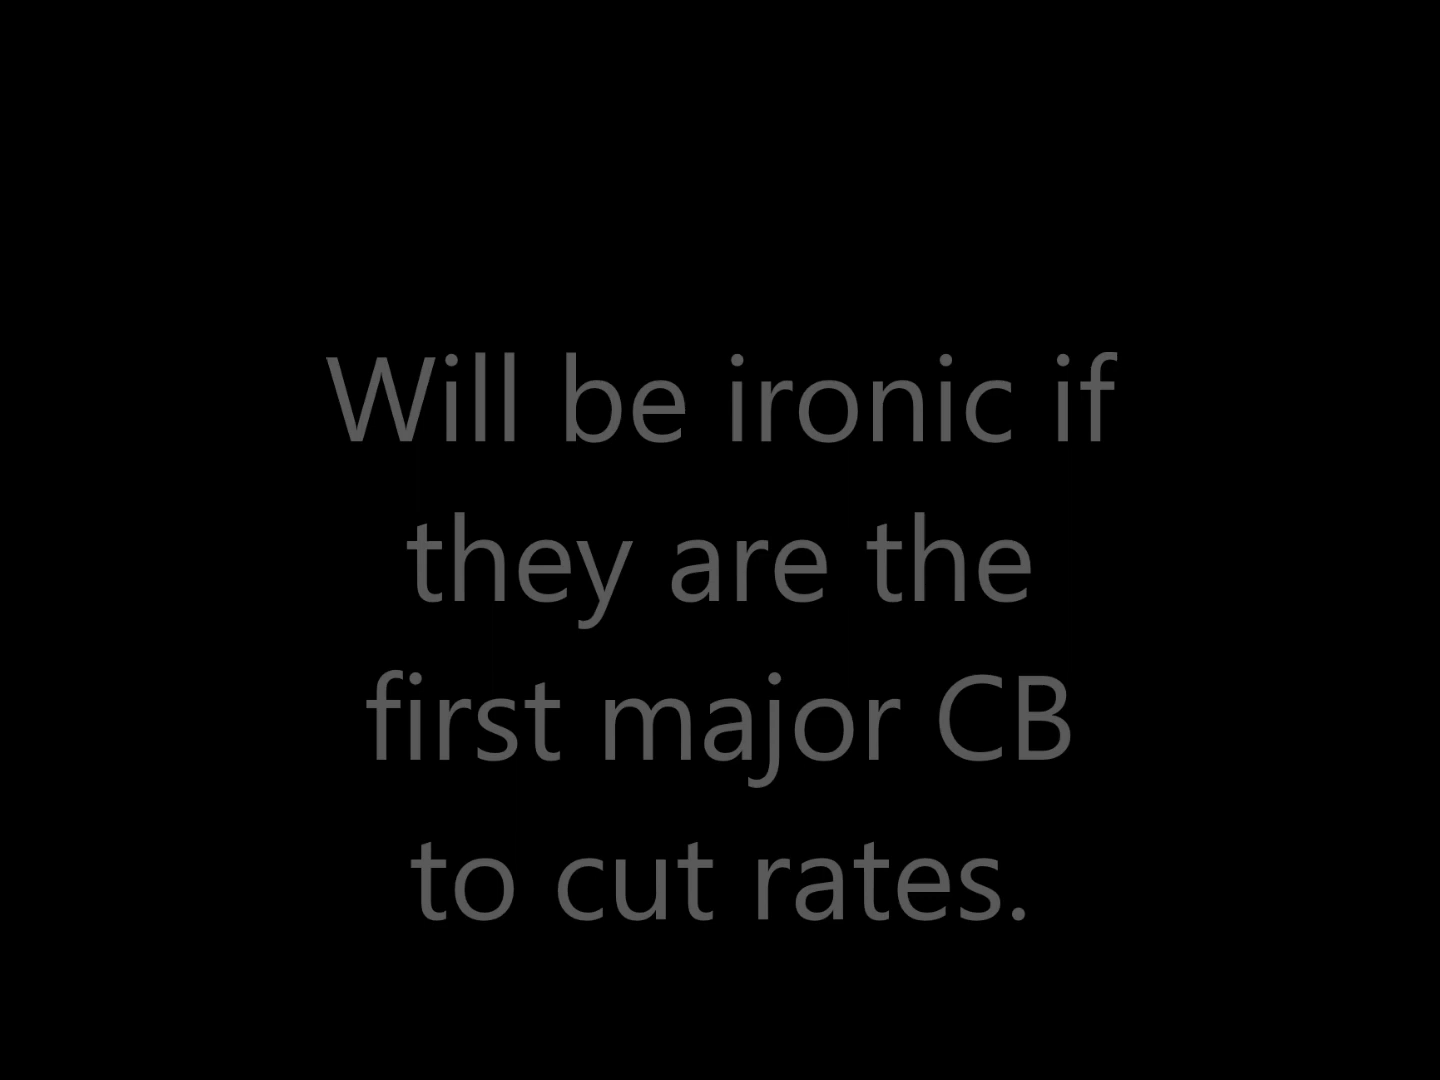 Will be ironic if
they are the
first major CB
to cut rates.